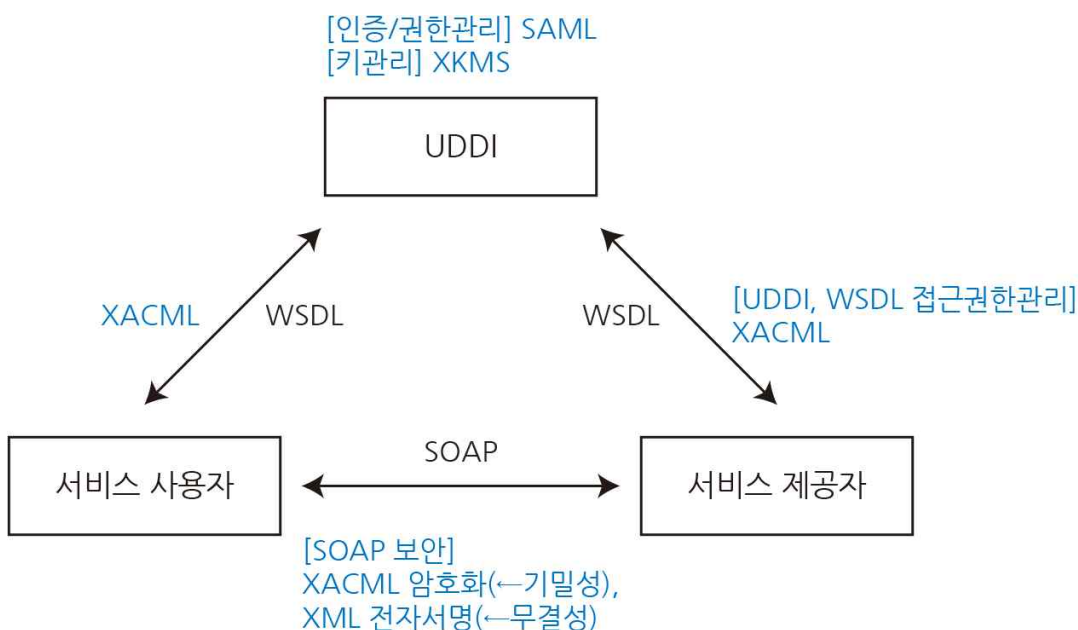 [인증/권한관리] SAML
[키관리] XKMS
UDDI
XACML
WSDL
WSDL
[UDDI, WSDL 접근권한관리]
XACML
서비스 사용자
SOAP
서비스 제공자
[SOAP 보안]
XACML 암호화(←기밀성),
XML 전자서명(←무결성)